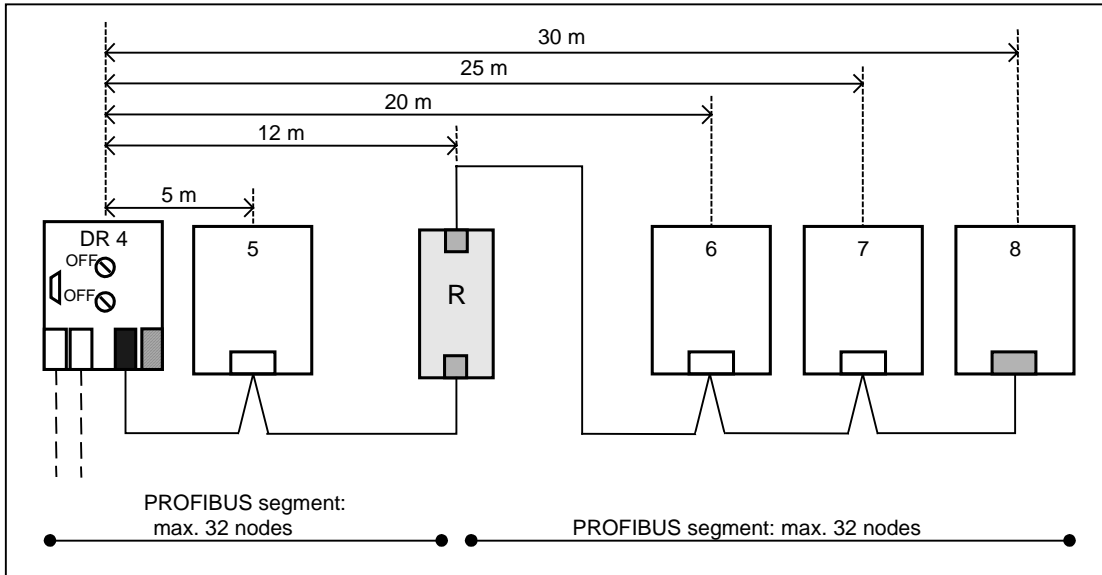 30 m
25 m
20 m
12 m
5 m
DR 4
OFF
OFF
5
R
6
7
8
PROFIBUS segment:
max. 32 nodes
PROFIBUS segment: max. 32 nodes